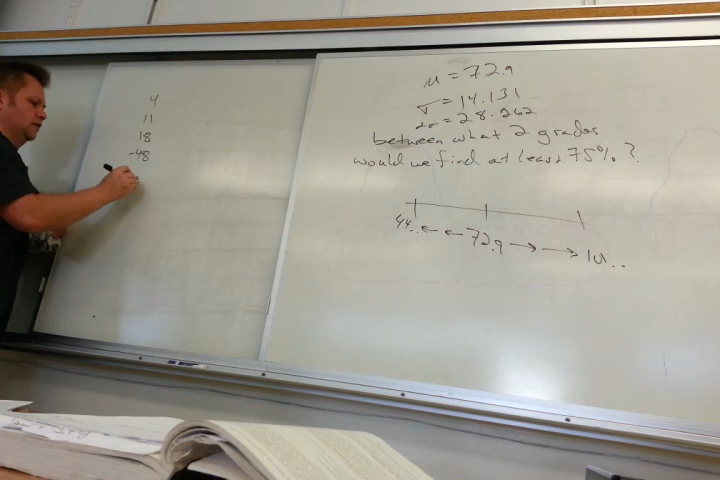 4
11
18
-48
μ = 72.9
σ = 14.131
2σ = 28.262
between what 2 grades
would we find at least 75%?
44.. ← ← 72.9 → → 101..